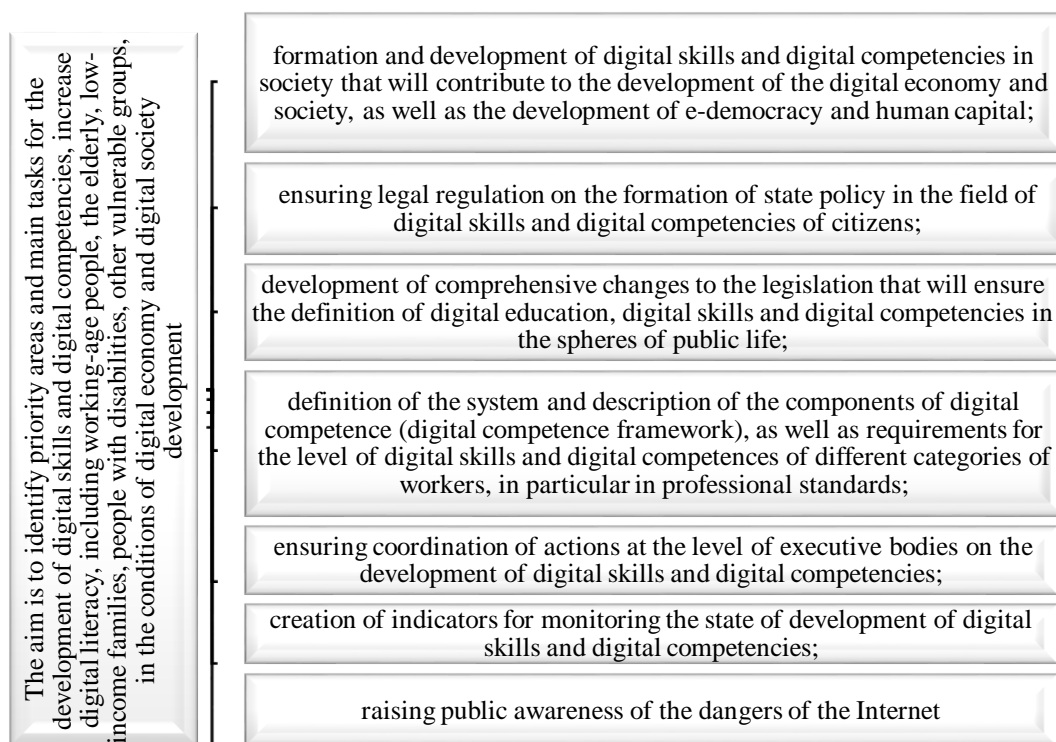 The aim is to identify priority areas and main tasks for the
development of digital skills and digital competencies, increase
digital literacy, including working-age people, the elderly, low-
income families, people with disabilities, other vulnerable groups,
in the conditions of digital economy and digital society
development
formation and development of digital skills and digital competencies in
society that will contribute to the development of the digital economy and
society, as well as the development of e-democracy and human capital;
ensuring legal regulation on the formation of state policy in the field of
digital skills and digital competencies of citizens;
development of comprehensive changes to the legislation that will ensure
the definition of digital education, digital skills and digital competencies in
the spheres of public life;
definition of the system and description of the components of digital
competence (digital competence framework), as well as requirements for
the level of digital skills and digital competences of different categories of
workers, in particular in professional standards;
ensuring coordination of actions at the level of executive bodies on the
development of digital skills and digital competencies;
creation of indicators for monitoring the state of development of digital
skills and digital competencies;
raising public awareness of the dangers of the Internet